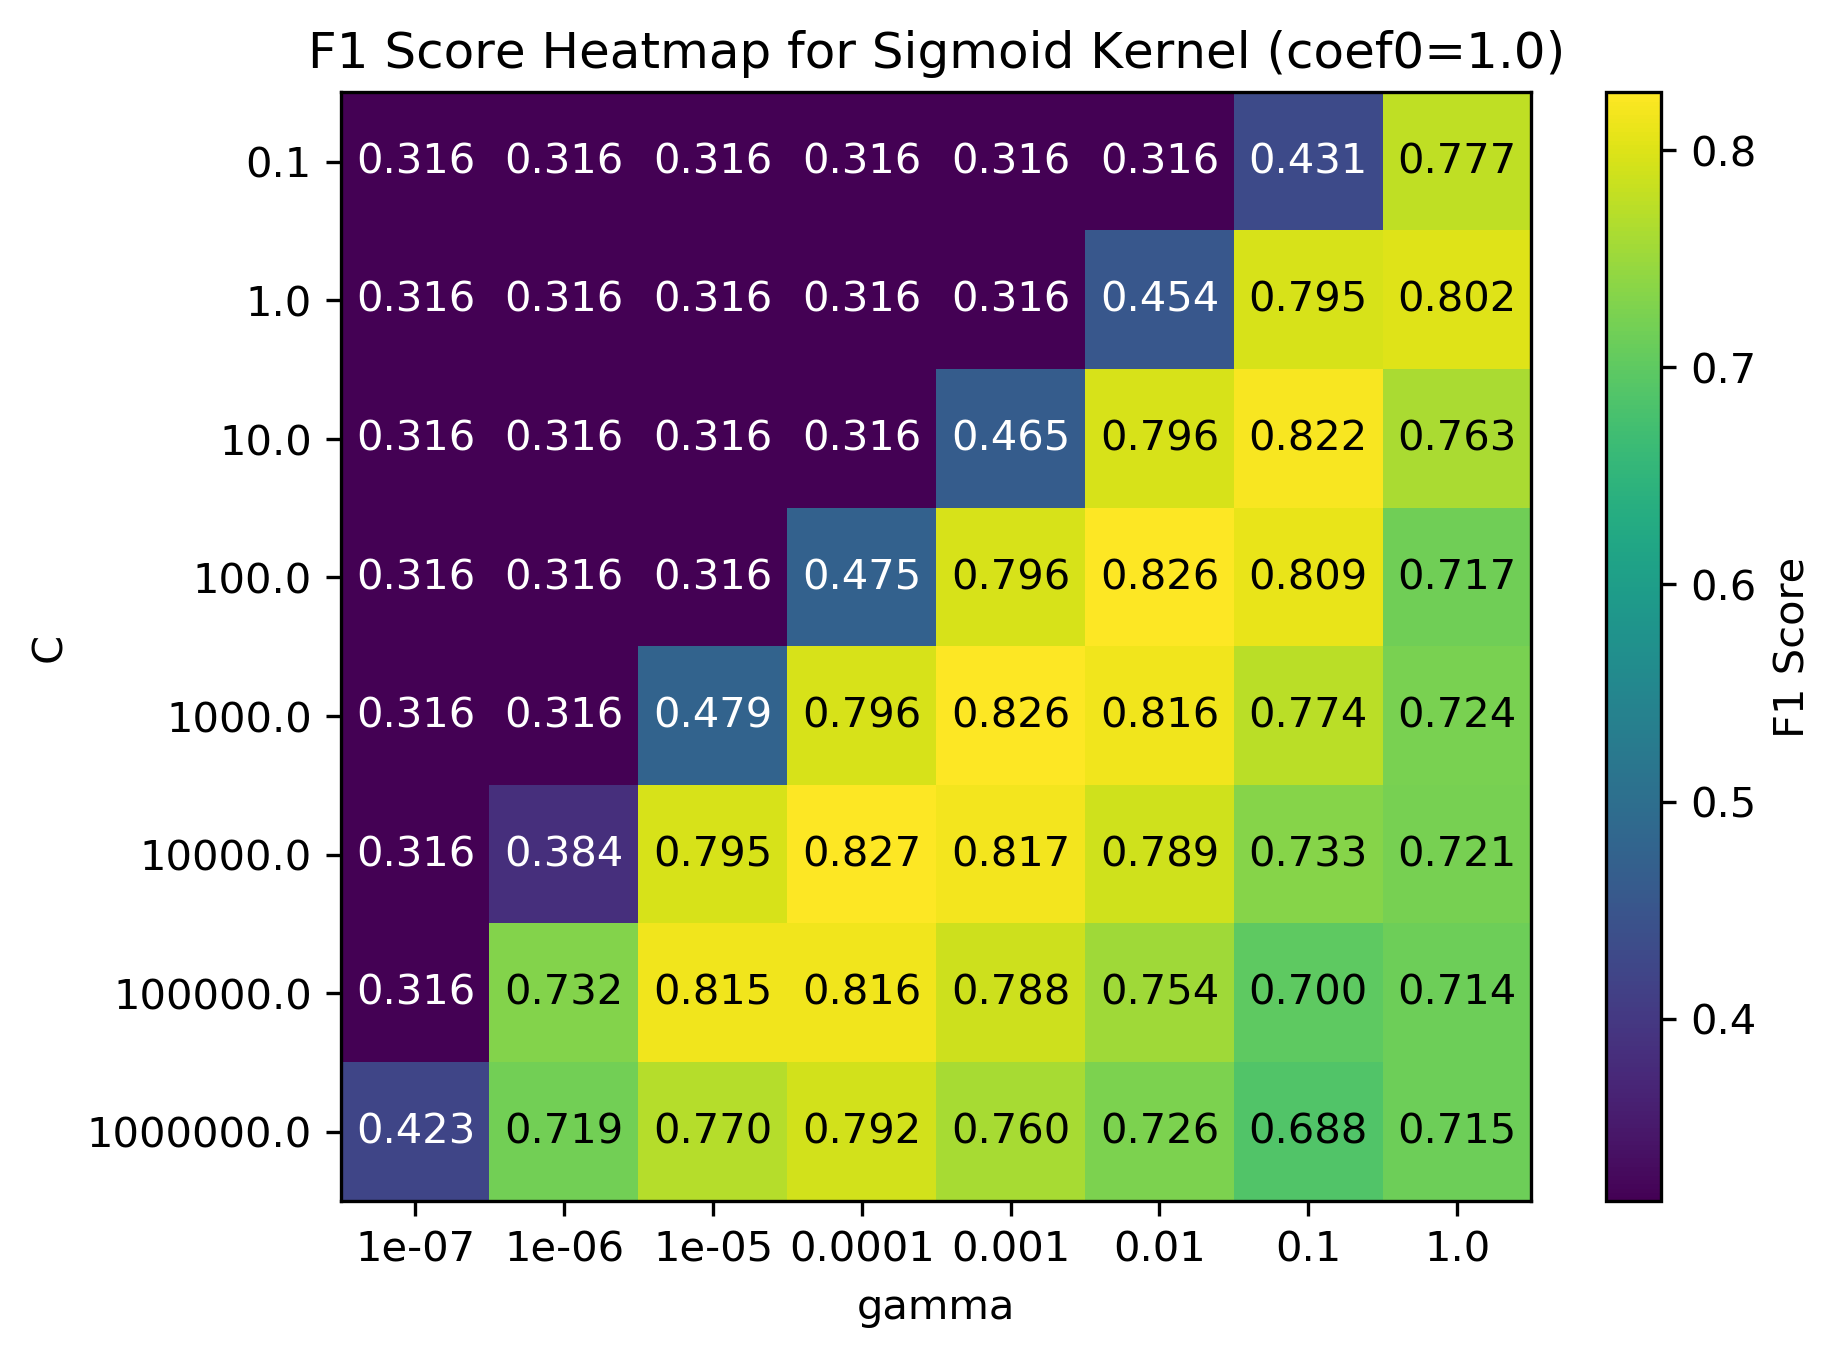 F1 Score Heatmap for Sigmoid Kernel (coef0=1.0)
0.1 0.316 0.316 0.316 0.316 0.316 0.316 0.431 0.777
1.0 0.316 0.316 0.316 0.316 0.316 0.454 0.795 0.802
10.0 0.316 0.316 0.316 0.316 0.465 0.796 0.822 0.763
100.0 0.316 0.316 0.316 0.475 0.796 0.826 0.809 0.717
1000.0 0.316 0.316 0.479 0.796 0.826 0.816 0.774 0.724
10000.0 0.316 0.384 0.795 0.827 0.817 0.789 0.733 0.721
100000.0 0.316 0.732 0.815 0.816 0.788 0.754 0.700 0.714
1000000.0 0.423 0.719 0.770 0.792 0.760 0.726 0.688 0.715
1e-07 1e-06 1e-05 0.0001 0.001 0.01 0.1 1.0
gamma
C
0.8
0.7
0.6
0.5
0.4
F1 Score